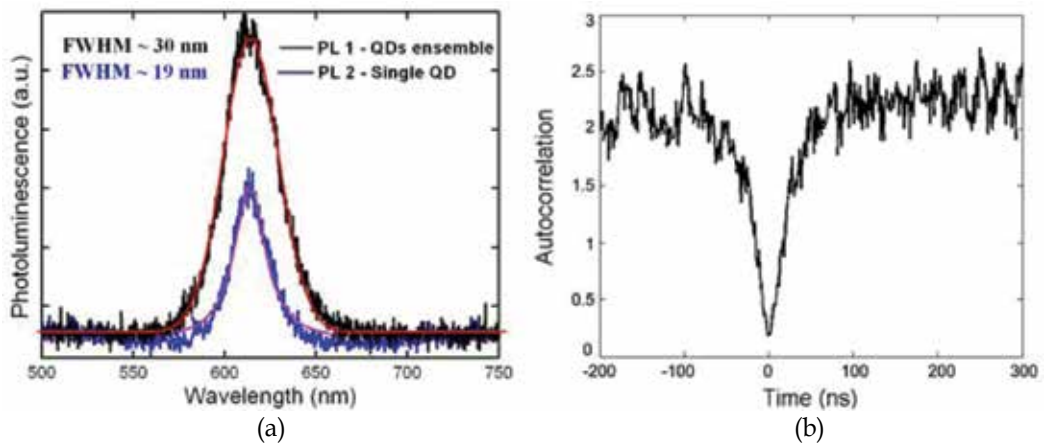 FWHM ~ 30 nm
FWHM ~ 19 nm
PL 1 - QDs ensemble
PL 2 - Single QD
Photoluminescence (a.u.)
500 550 600 650 700 750
Wavelength (nm)
(a)
Autocorrelation
3.0
2.5
2
1.5
1
0.5
0
-200 -100 0 100 200 300
Time (ns)
(b)